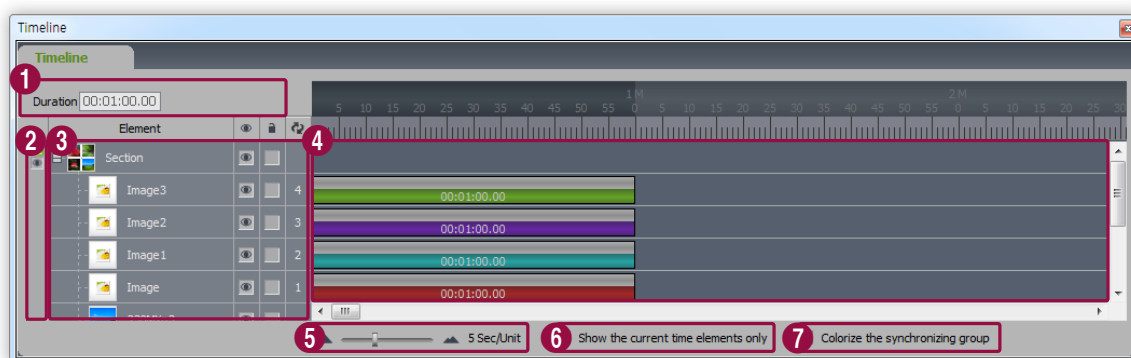 Timeline
Timeline
1
Duration 00:01:00.00
1 M 2 M
5 10 15 20 25 30 35 40 45 50 55 0 5 10 15 20 25 30 35 40 45 50 55 0 5 10 15 20 25 30
2 3 Element 4
Section
Image3 4 00:01:00.00
Image2 3 00:01:00.00
Image1 2 00:01:00.00
Image 1 00:01:00.00
5 5 Sec/Unit 6 Show the current time elements only 7 Colorize the synchronizing group